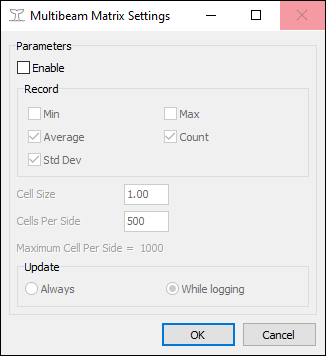 Multibeam Matrix Settings
Parameters
Enable
Record
Min Max
Average Count
Std Dev
Cell Size 1.00
Cells Per Side 500
Maximum Cell Per Side = 1000
Update
Always While logging
OK Cancel